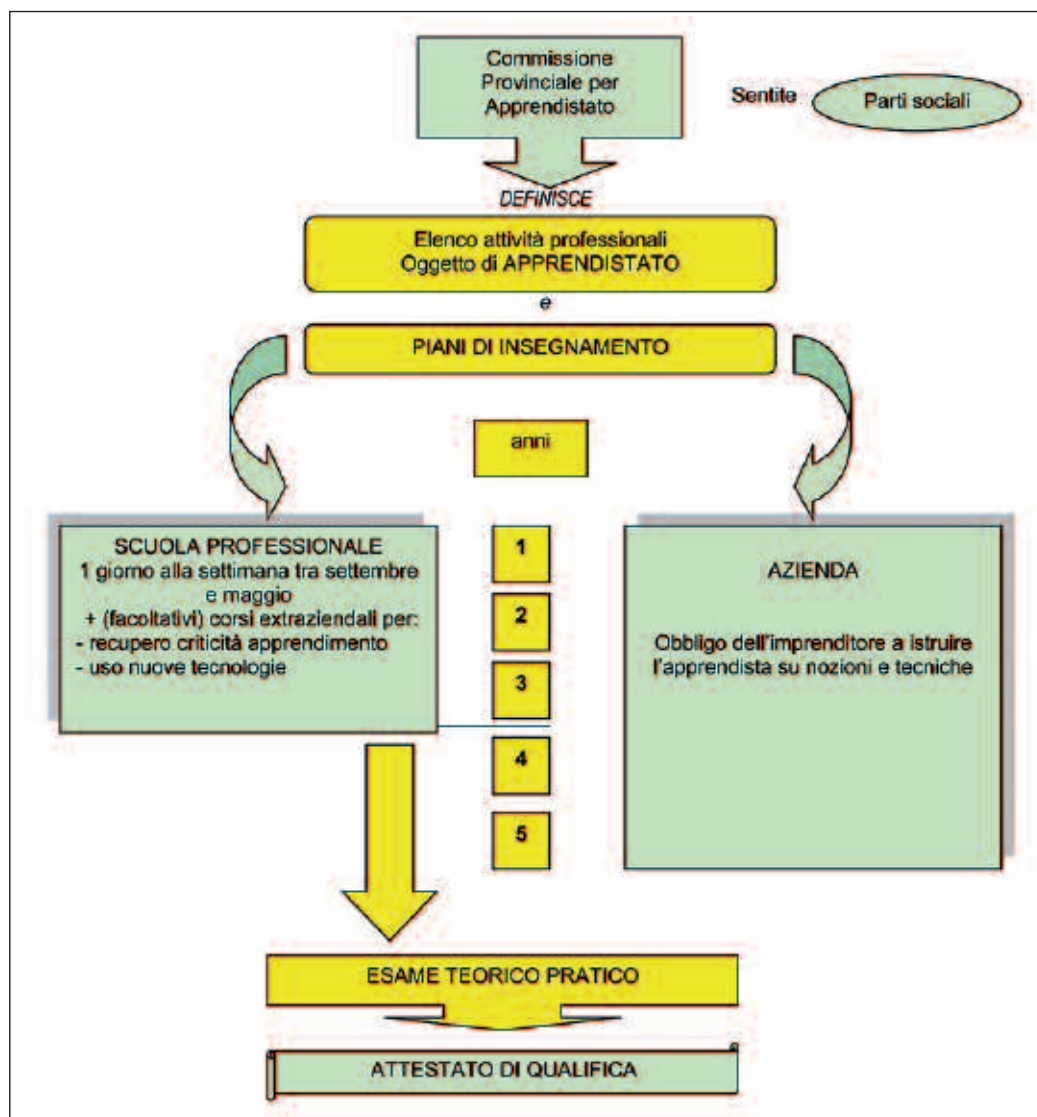 Commissione
Provinciale per
Apprendistato
Sentite
Parti sociali
DEFINISCE
Elenco attività professionali
Oggetto di APPRENDISTATO
e
PIANI DI INSEGNAMENTO
anni
SCUOLA PROFESSIONALE
1 giorno alla settimana tra settembre
e maggio
+ (facoltativi) corsi extraziendali per:
- recupero criticità apprendimento
- uso nuove tecnologie
1
2
3
4
5
AZIENDA
Obbligo dell'imprenditore a istruire
l'apprendista su nozioni e tecniche
ESAME TEORICO PRATICO
ATTESTATO DI QUALIFICA